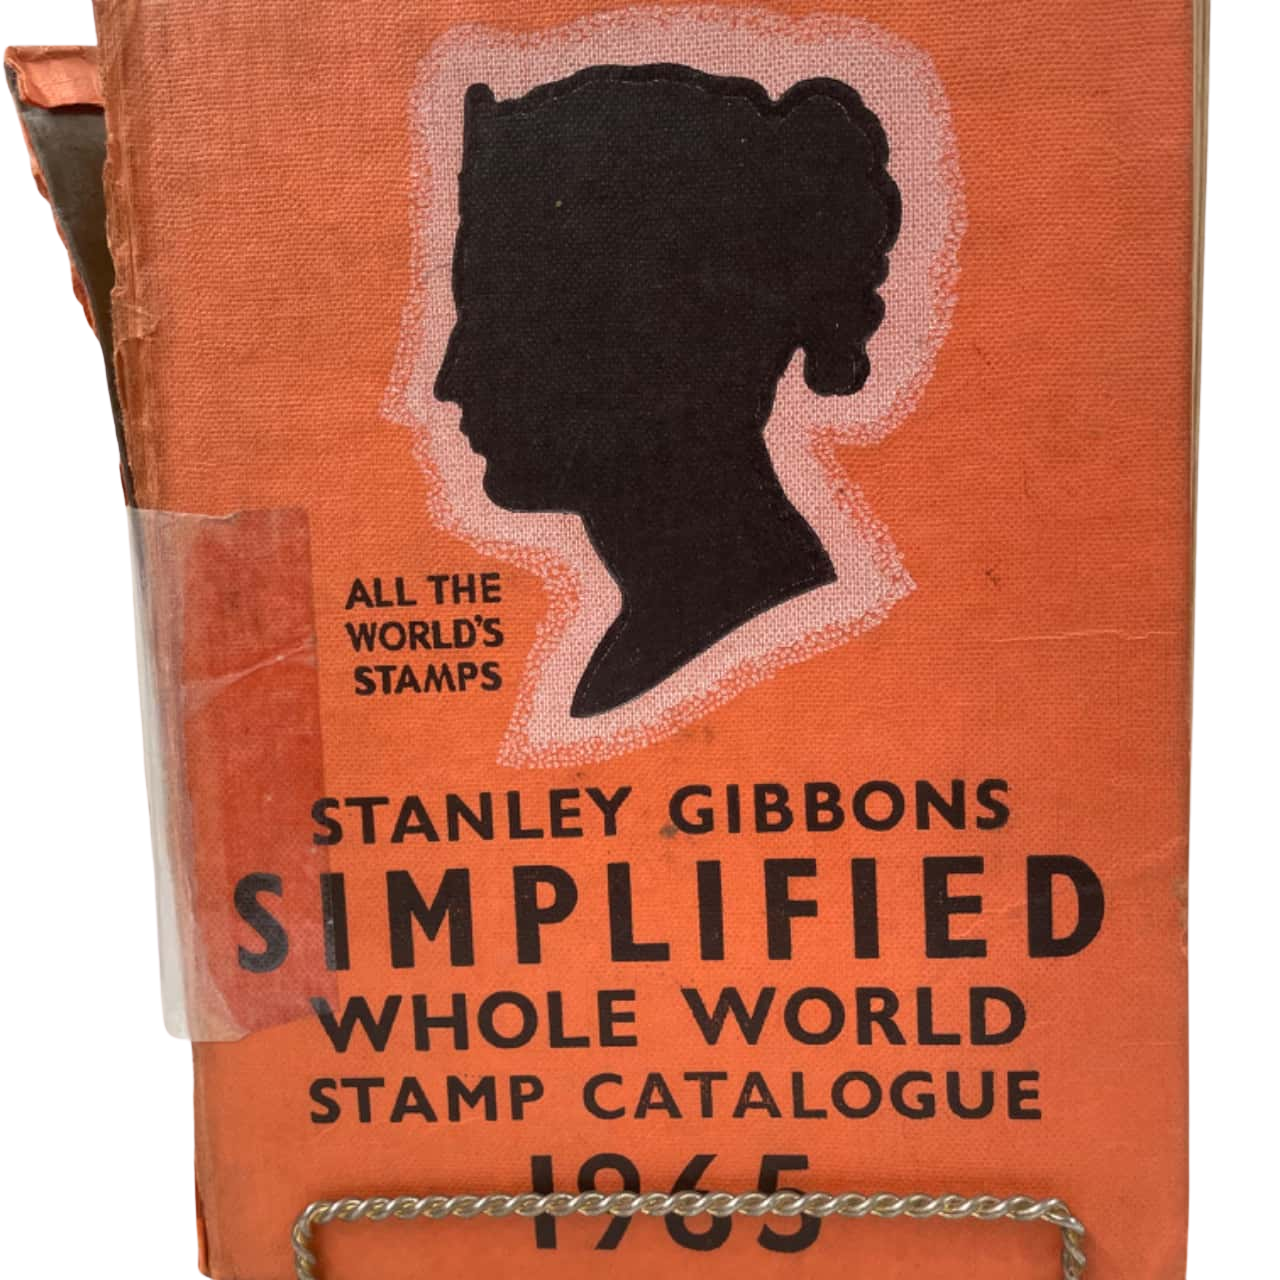 ALL THE
WORLD'S
STAMPS
STANLEY GIBBONS
SIMPLIFIED
WHOLE WORLD
STAMP CATALOGUE
1965